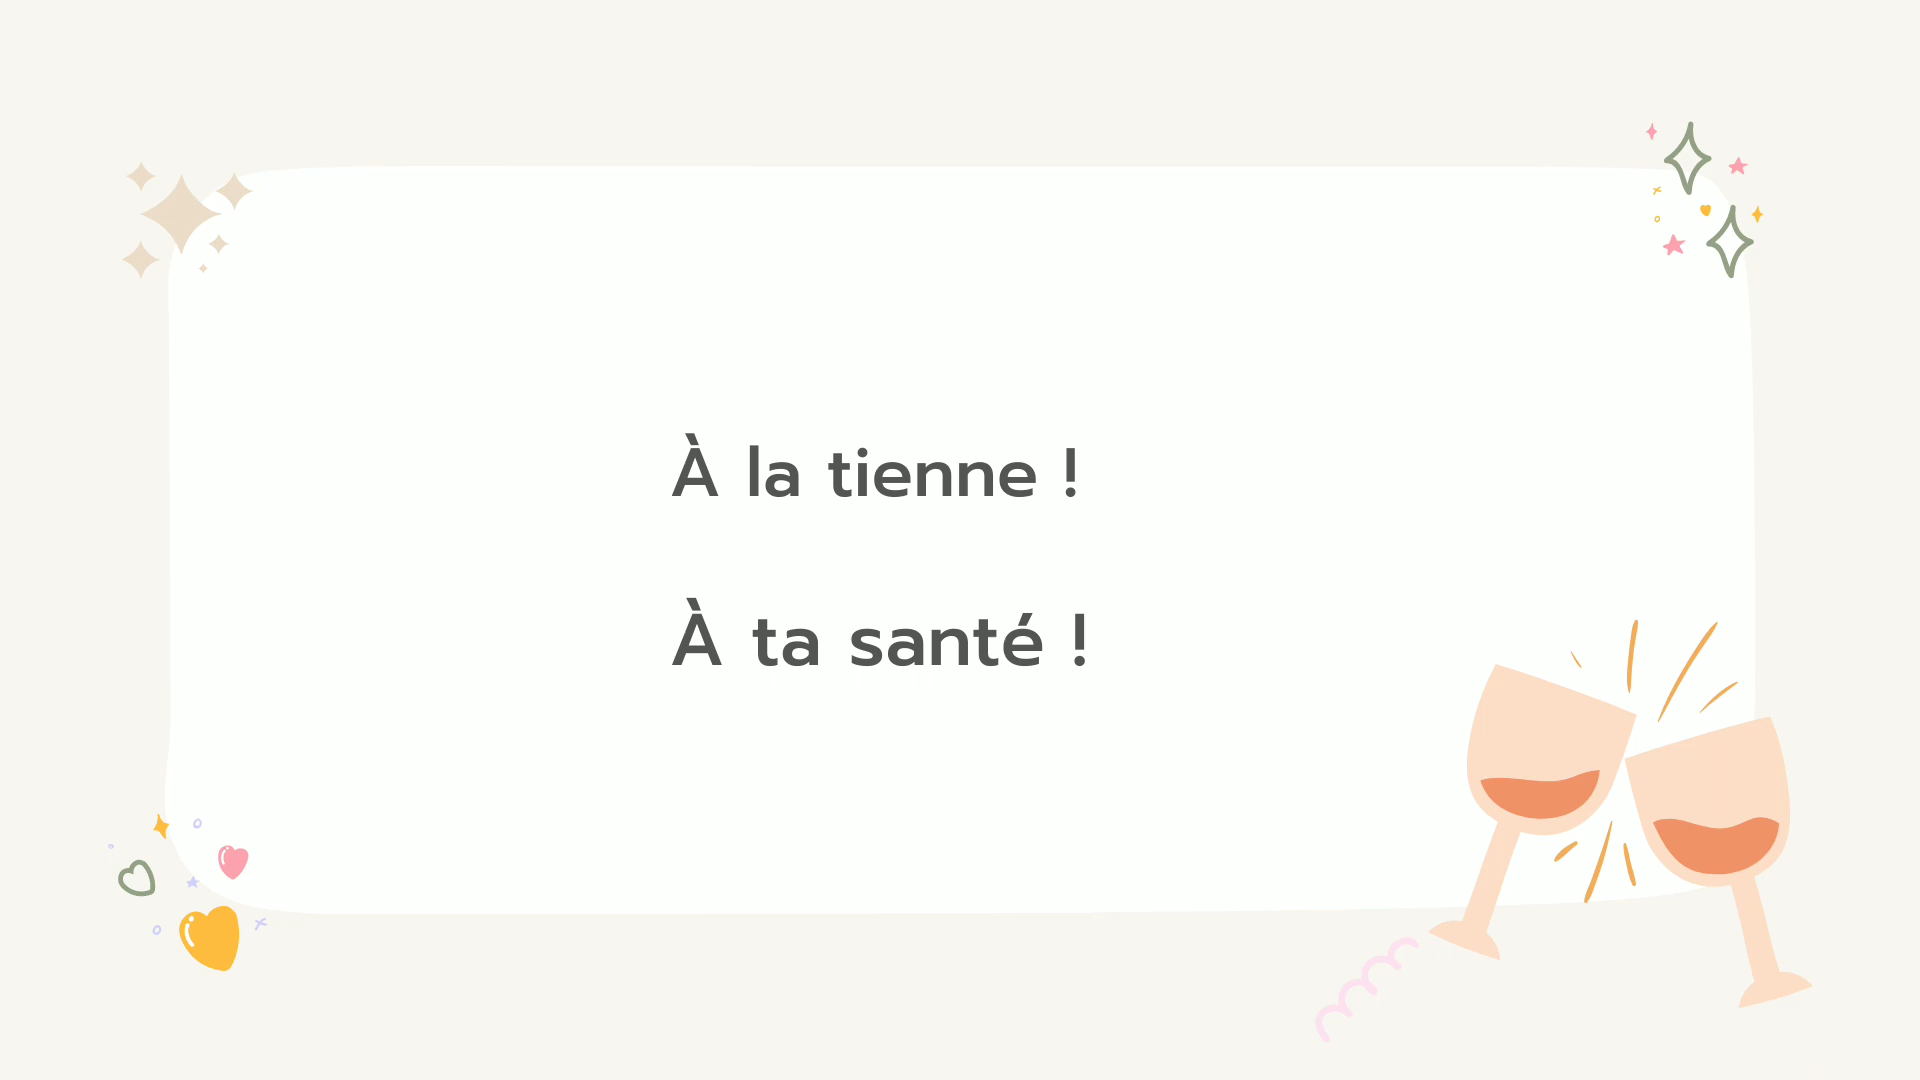 À la tienne !
À ta santé !